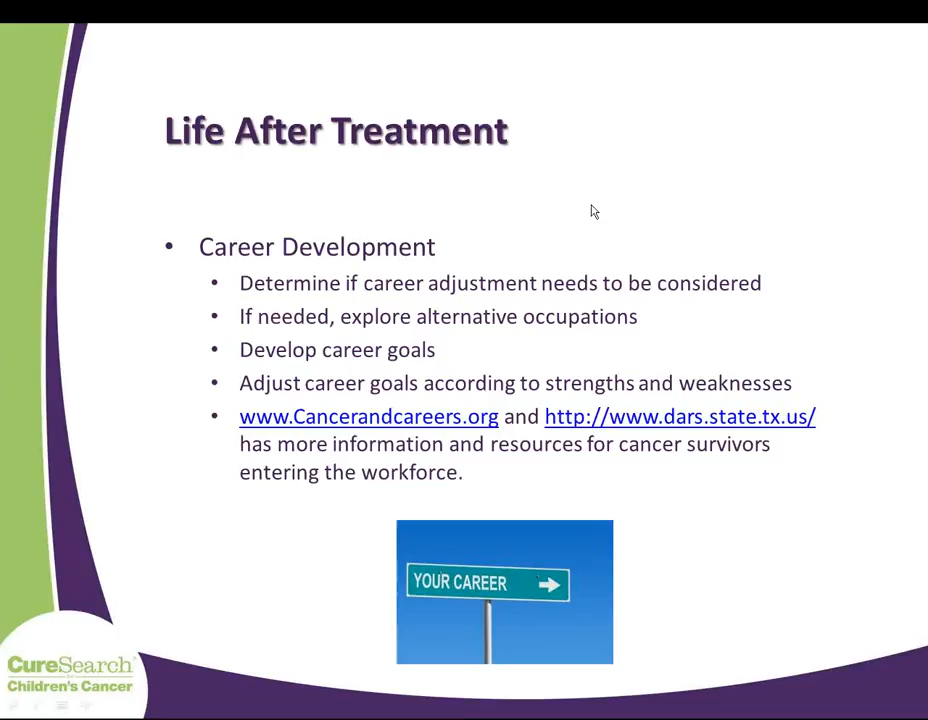 Life After Treatment
• Career Development
• Determine if career adjustment needs to be considered
• If needed, explore alternative occupations
• Develop career goals
• Adjust career goals according to strengths and weaknesses
• www.Cancerandcareers.org and http://www.dars.state.tx.us/
has more information and resources for cancer survivors
entering the workforce.
YOUR CAREER
CureSearch
for
Children's Cancer